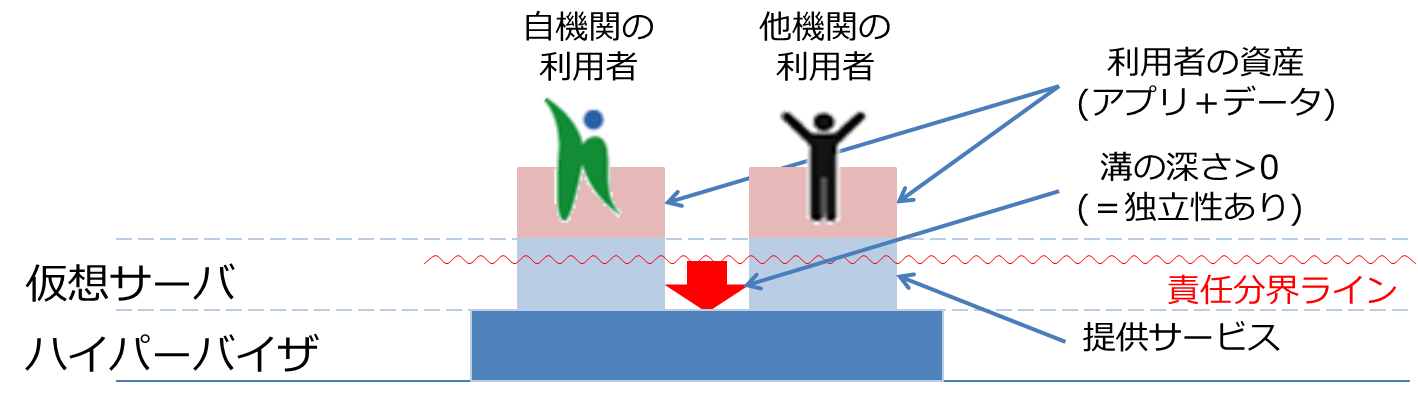 自機関の
利用者
他機関の
利用者
利用者の資産
(アプリ＋データ)
溝の深さ>0
(＝独立性あり)
仮想サーバ
責任分界ライン
提供サービス
ハイパーバイザ